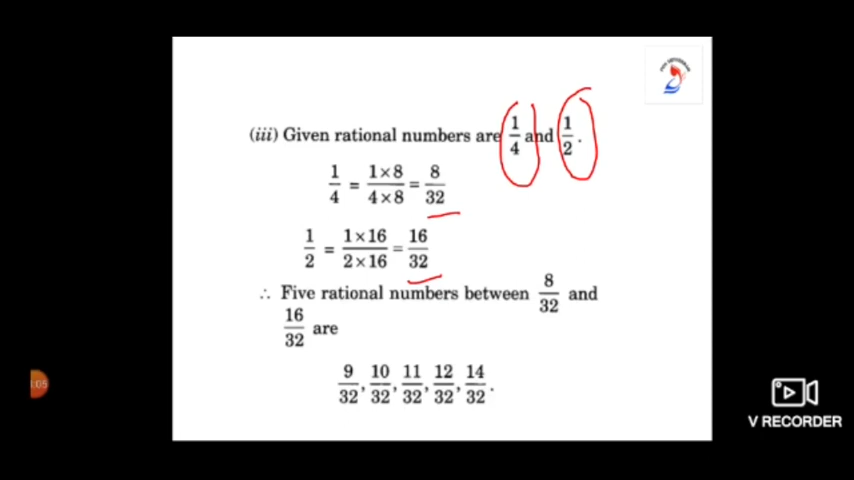 (iii) Given rational numbers are 1/4 and 1/2.
1/4 = 1×8/4×8 = 8/32
1/2 = 1×16/2×16 = 16/32
∴ Five rational numbers between 8/32 and
16/32 are
9/32, 10/32, 11/32, 12/32, 14/32.
:05
V RECORDER